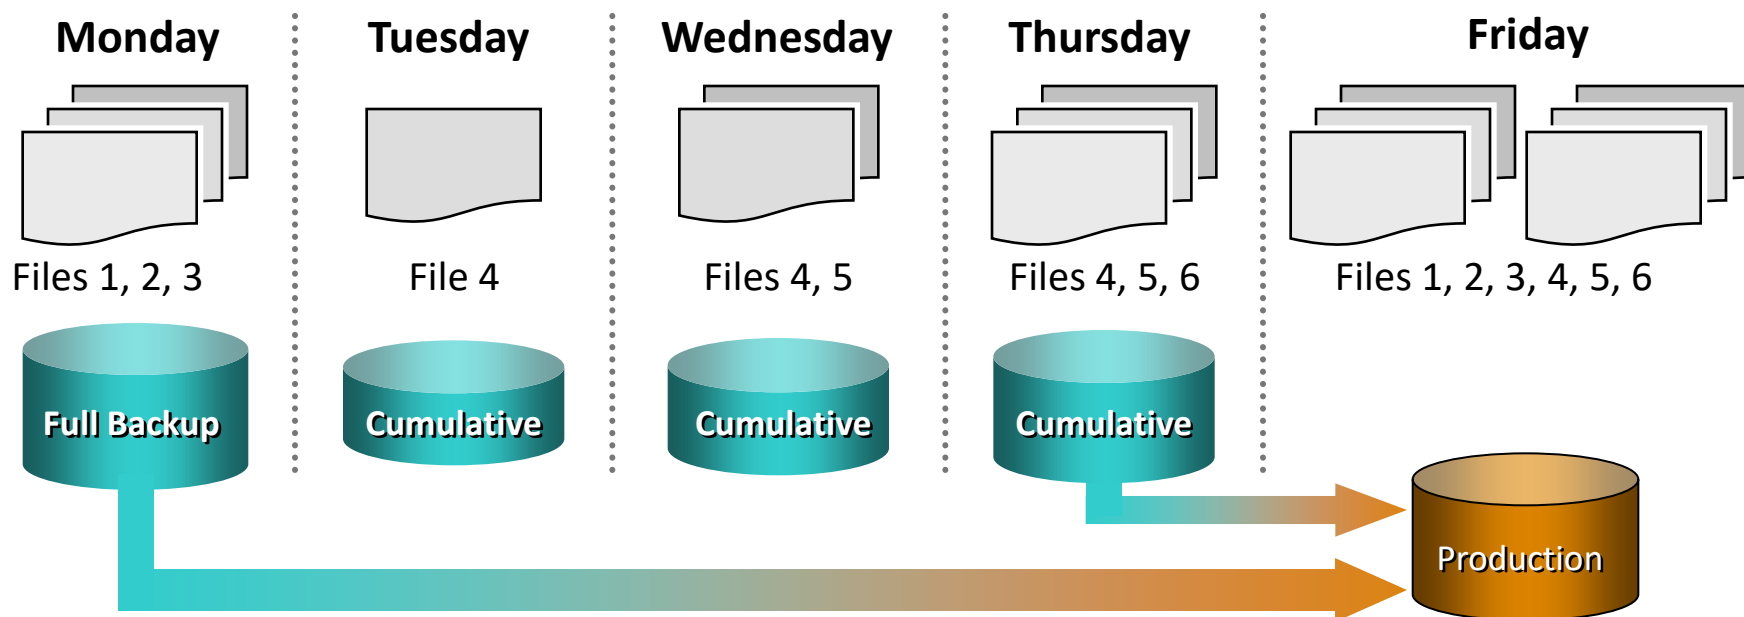 Monday
Tuesday
Wednesday
Thursday
Friday
Files 1, 2, 3
File 4
Files 4, 5
Files 4, 5, 6
Files 1, 2, 3, 4, 5, 6
Full Backup
Cumulative
Cumulative
Cumulative
Production